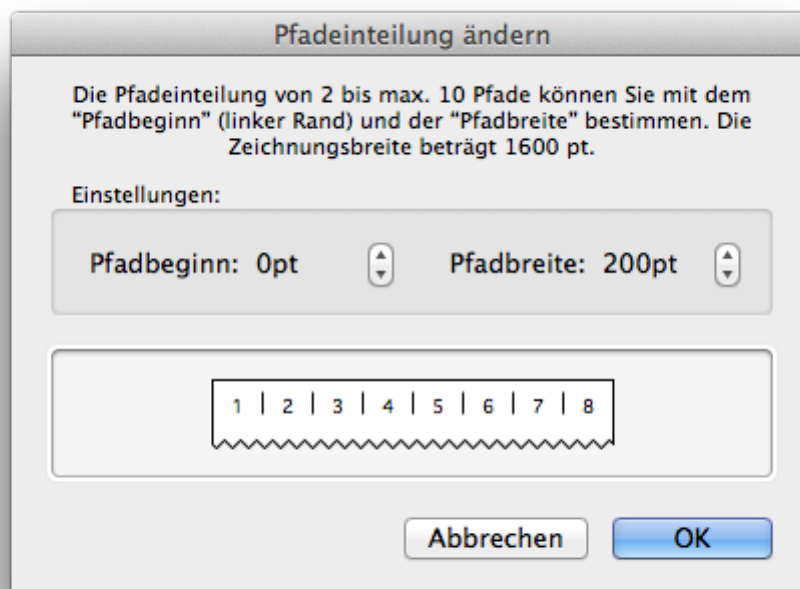 Pfadeinteilung ändern
Die Pfadeinteilung von 2 bis max. 10 Pfade können Sie mit dem
“Pfadbeginn” (linker Rand) und der “Pfadbreite” bestimmen. Die
Zeichnungsbreite beträgt 1600 pt.
Einstellungen:
Pfadbeginn: 0pt Pfadbreite: 200pt
1 | 2 | 3 | 4 | 5 | 6 | 7 | 8
Abbrechen OK